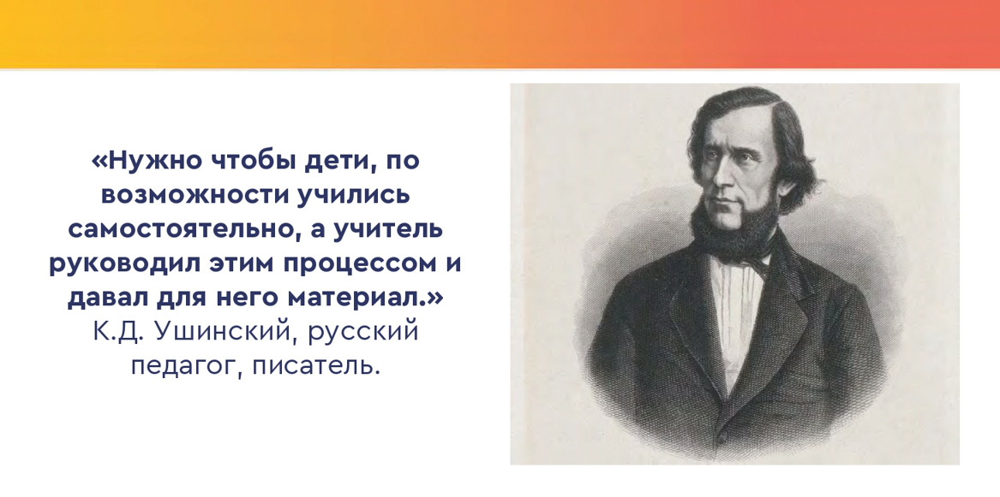 «Нужно чтобы дети, по
возможности учились
самостоятельно, а учитель
руководил этим процессом и
давал для него материал.»
К.Д. Ушинский, русский
педагог, писатель.